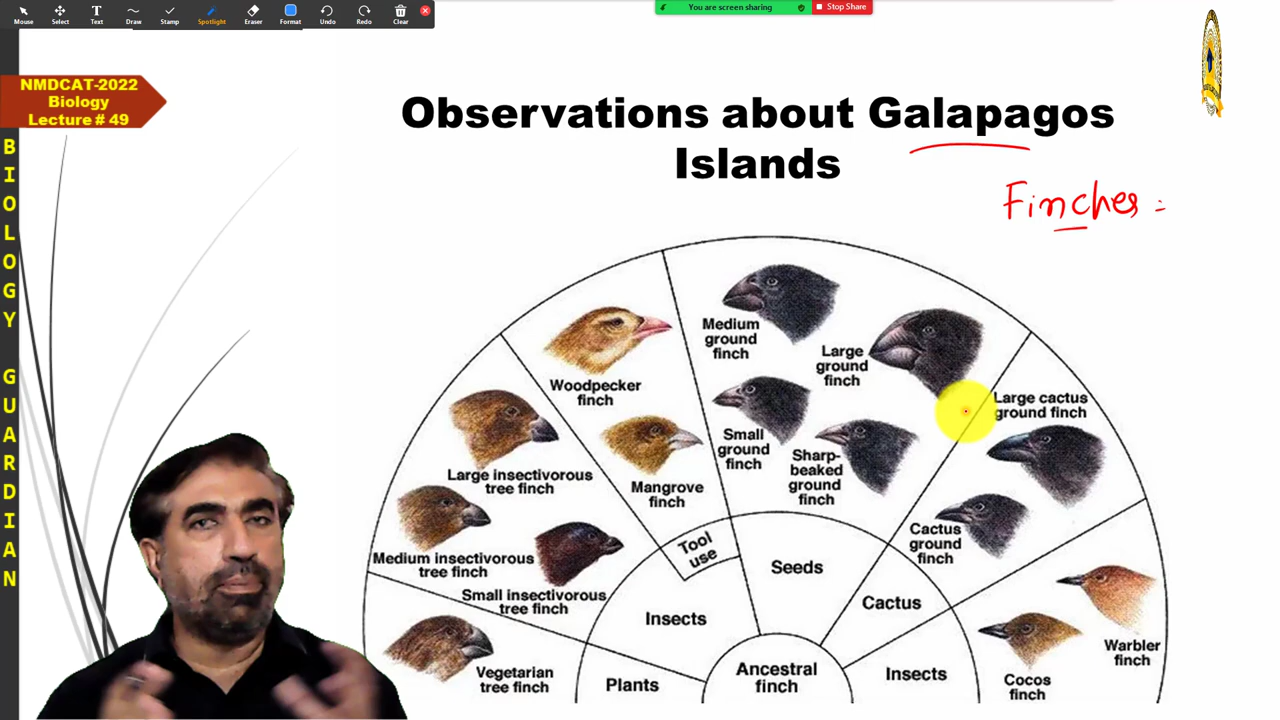 Mouse
Select
Text
Draw
Stamp
Spotlight
Eraser
Format
Undo
Redo
Clear
You are screen sharing
Stop Share
NMDCAT-2022
Biology
Lecture # 49
BIOLOGY GUARDIAN
Observations about Galapagos
Islands
Finches =
Woodpecker
finch
Medium
ground
finch
Large
ground
finch
Large cactus
ground finch
Small
ground
finch
Sharp-
beaked
ground
finch
Large insectivorous
tree finch
Mangrove
finch
Cactus
ground
finch
Medium insectivorous
tree finch
Small insectivorous
tree finch
Tool
use
Seeds
Cactus
Insects
Warbler
finch
Cocos
finch
Vegetarian
tree finch
Plants
Ancestral
finch
Insects